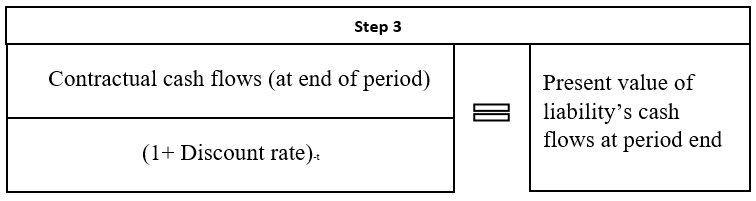 Step 3
Contractual cash flows (at end of period)
(1+ Discount rate)-t
=
Present value of
liability's cash
flows at period end